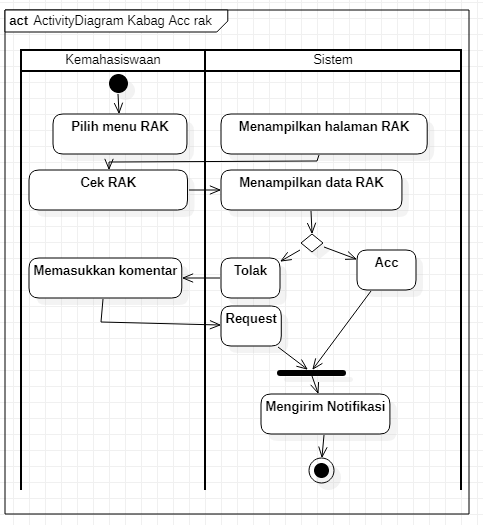 act ActivityDiagram Kabag Acc rak
Kemahasiswaan
Sistem
Pilih menu RAK
Menampilkan halaman RAK
Cek RAK
Menampilkan data RAK
Memasukkan komentar
Tolak
Acc
Request
Mengirim Notifikasi